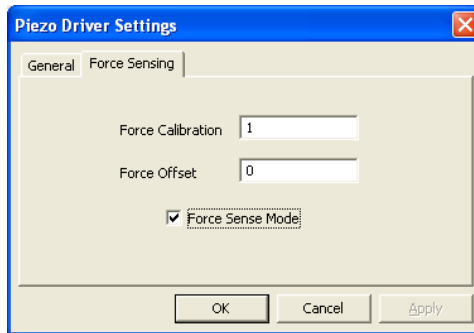 Piezo Driver Settings
General Force Sensing
Force Calibration 1
Force Offset 0
Force Sense Mode
OK Cancel Apply